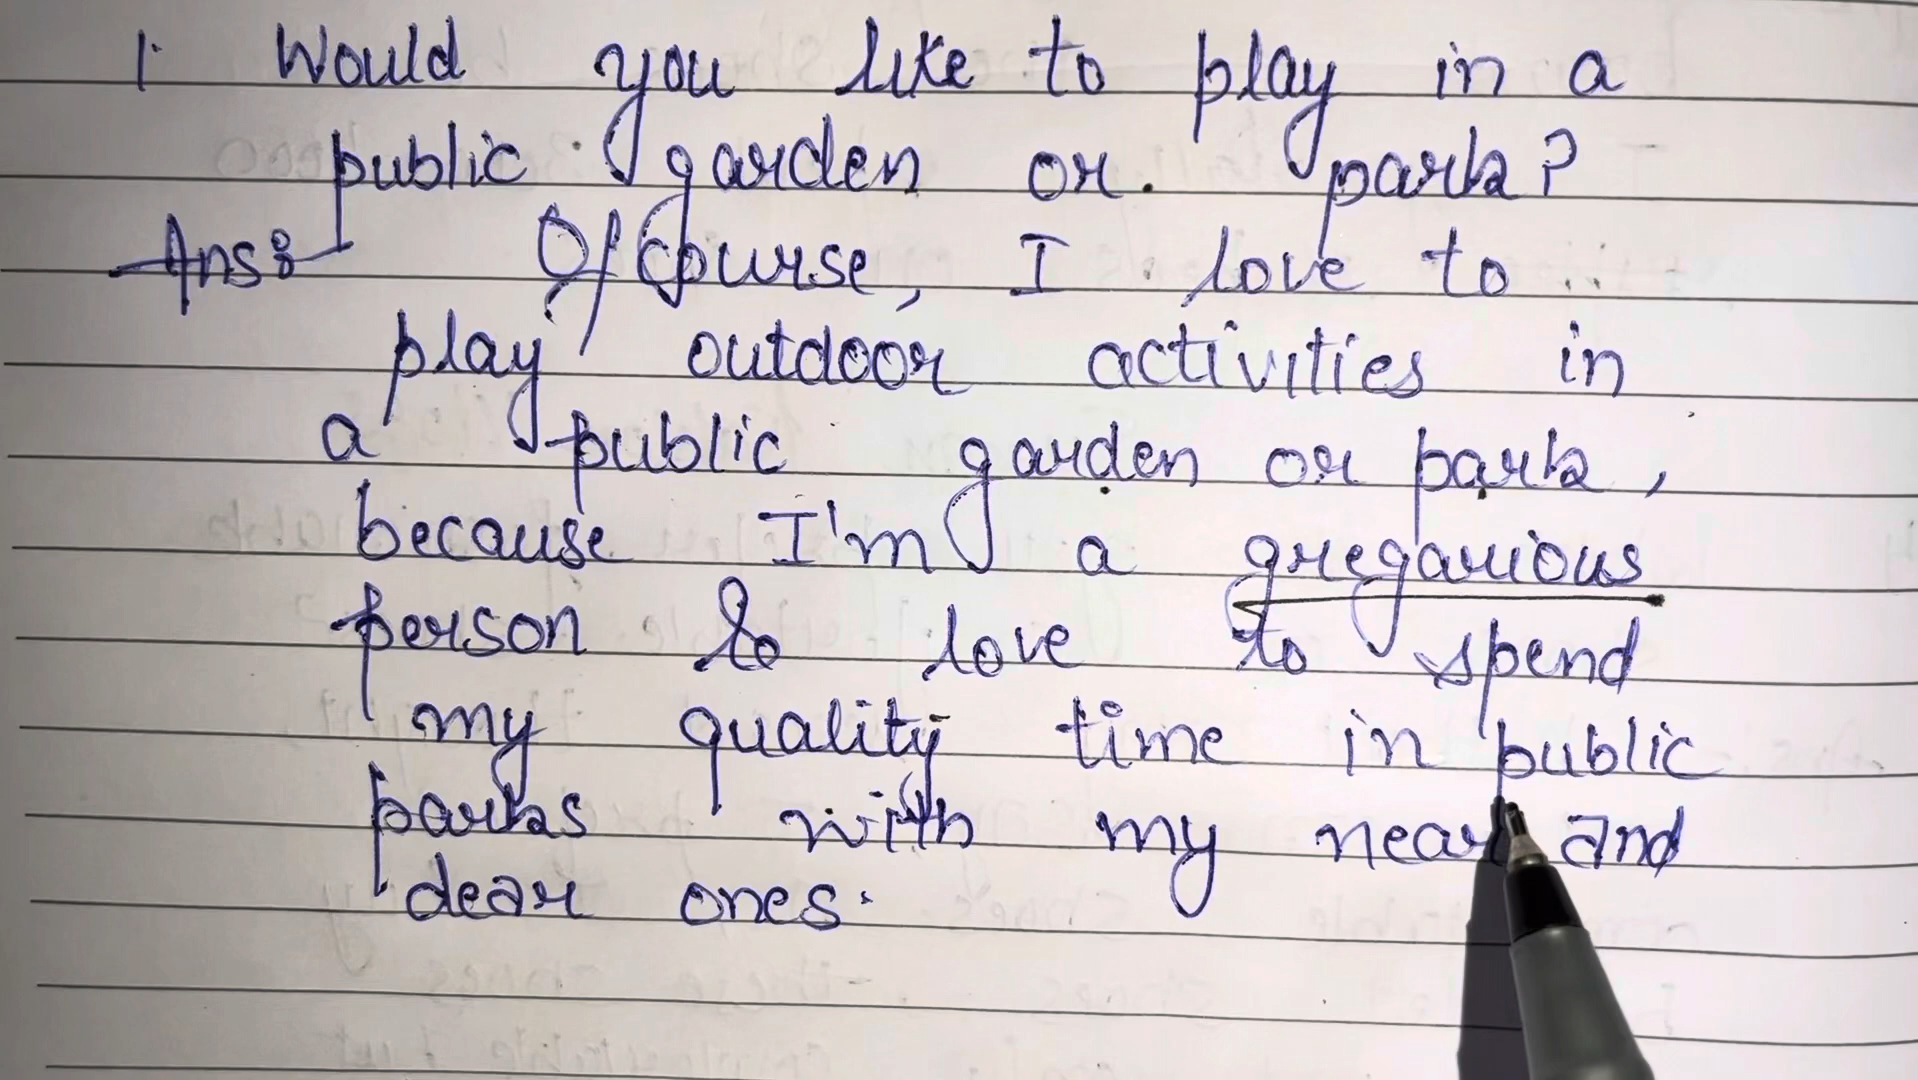 1. Would you like to play in a
public garden or park?
Ans: Of course, I love to
play outdoor activities in
a public garden or park,
because I'm a gregarious
person & love to spend
my quality time in public
parks with my near and
dear ones.